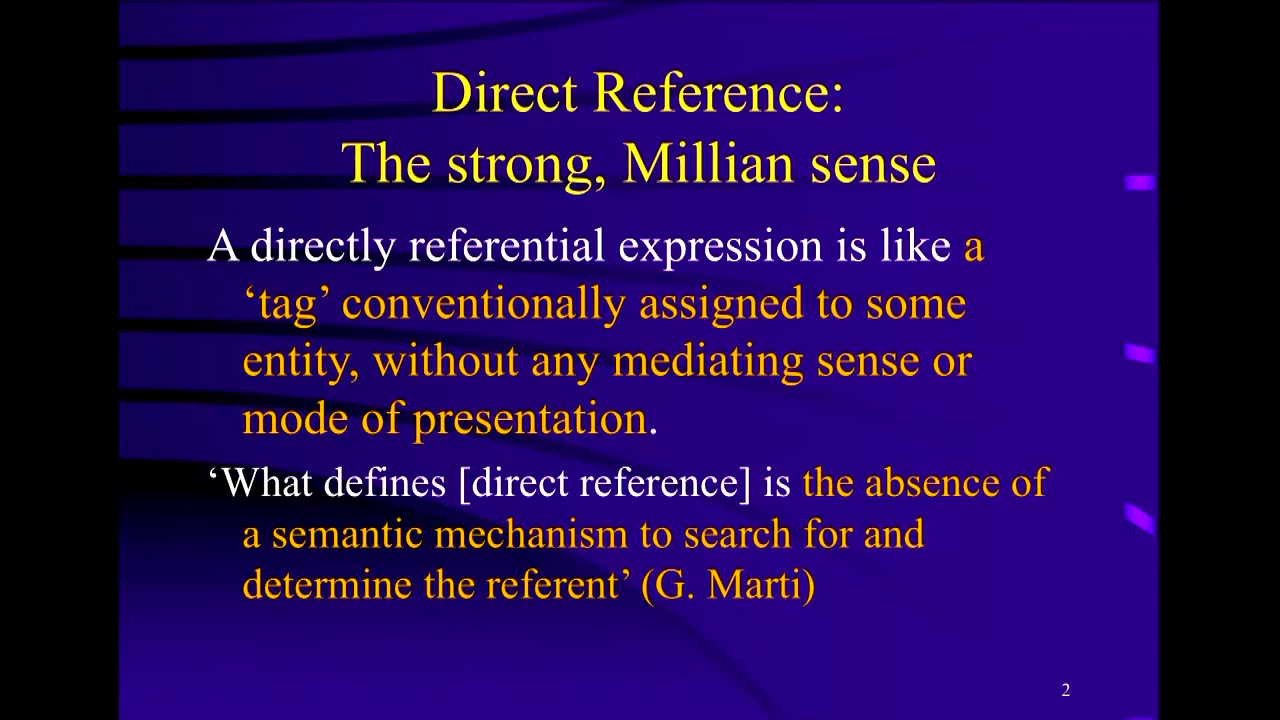 Direct Reference:
The strong, Millian sense
A directly referential expression is like a
‘tag’ conventionally assigned to some
entity, without any mediating sense or
mode of presentation.
‘What defines [direct reference] is the absence of
a semantic mechanism to search for and
determine the referent’ (G. Marti)
2